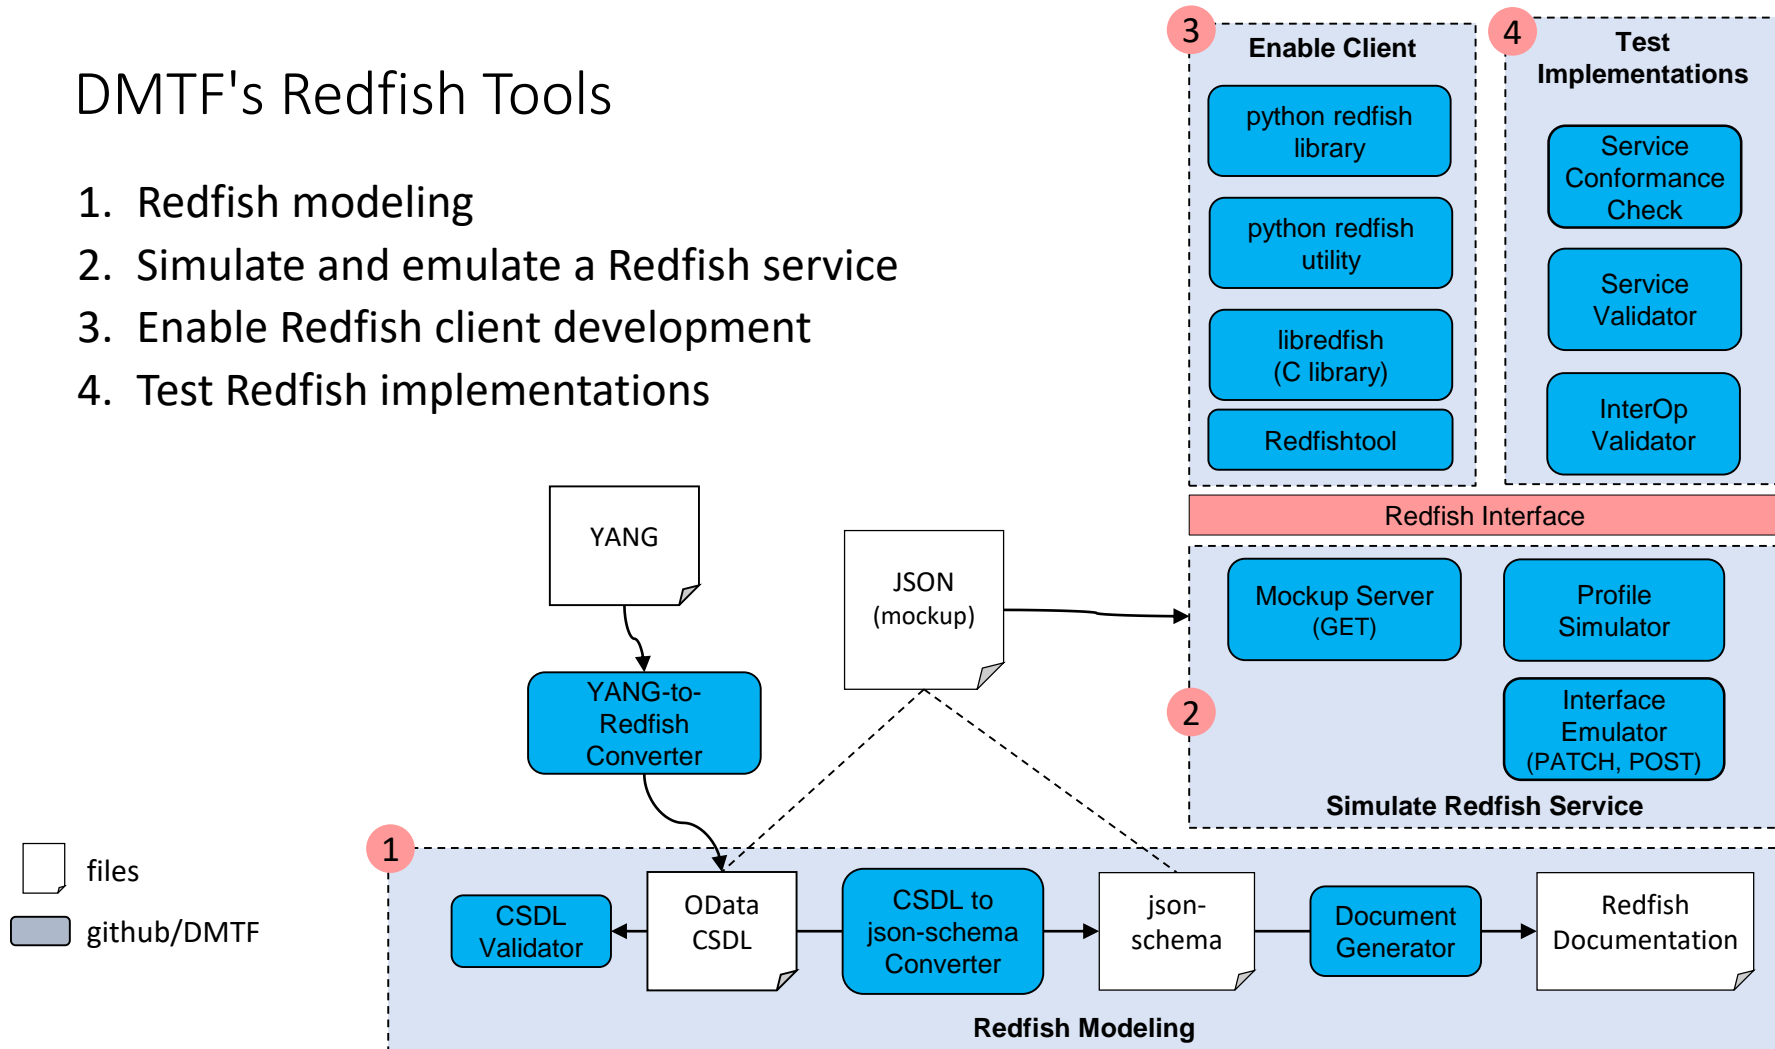 DMTF's Redfish Tools
1. Redfish modeling
2. Simulate and emulate a Redfish service
3. Enable Redfish client development
4. Test Redfish implementations
3
Enable Client
python redfish
library
python redfish
utility
libredfish
(C library)
Redfishtool
4
Test
Implementations
Service
Conformance
Check
Service
Validator
InterOp
Validator
Redfish Interface
YANG
JSON
(mockup)
Mockup Server
(GET)
Profile
Simulator
2
Interface
Emulator
(PATCH, POST)
Simulate Redfish Service
YANG-to-
Redfish
Converter
files
github/DMTF
1
CSDL
Validator
OData
CSDL
CSDL to
json-schema
Converter
json-
schema
Document
Generator
Redfish
Documentation
Redfish Modeling